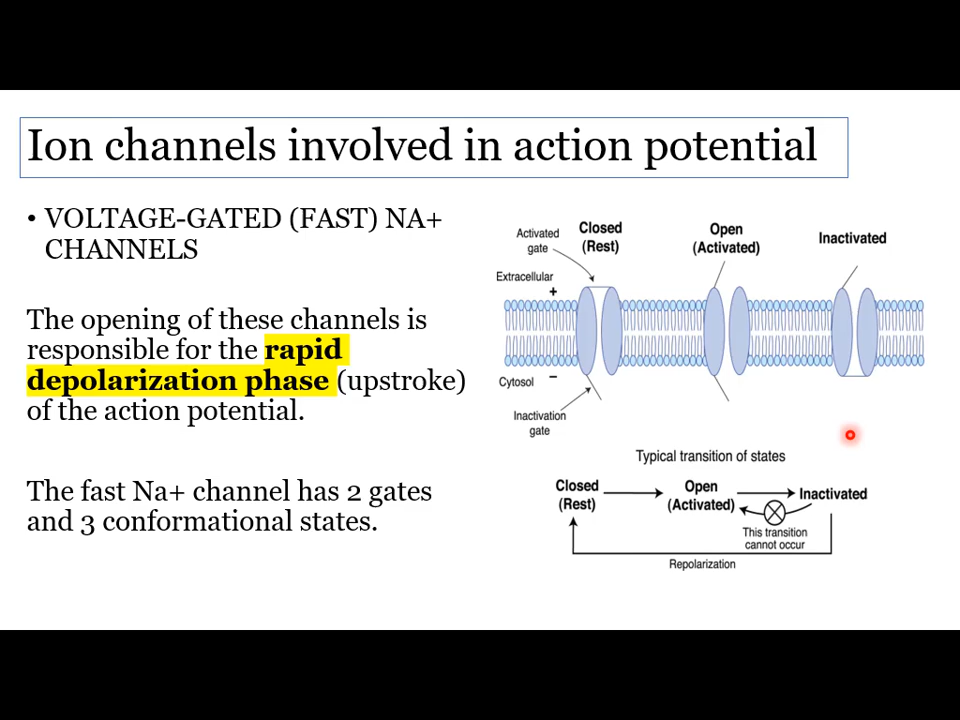 Ion channels involved in action potential
• VOLTAGE-GATED (FAST) NA+
CHANNELS
The opening of these channels is
responsible for the rapid
depolarization phase (upstroke)
of the action potential.
The fast Na+ channel has 2 gates
and 3 conformational states.
Activated
gate
Closed
(Rest)
Open
(Activated)
Inactivated
Extracellular
+
Cytosol
–
Inactivation
gate
Typical transition of states
Closed
(Rest)
Open
(Activated)
Inactivated
This transition
cannot occur
Repolarization